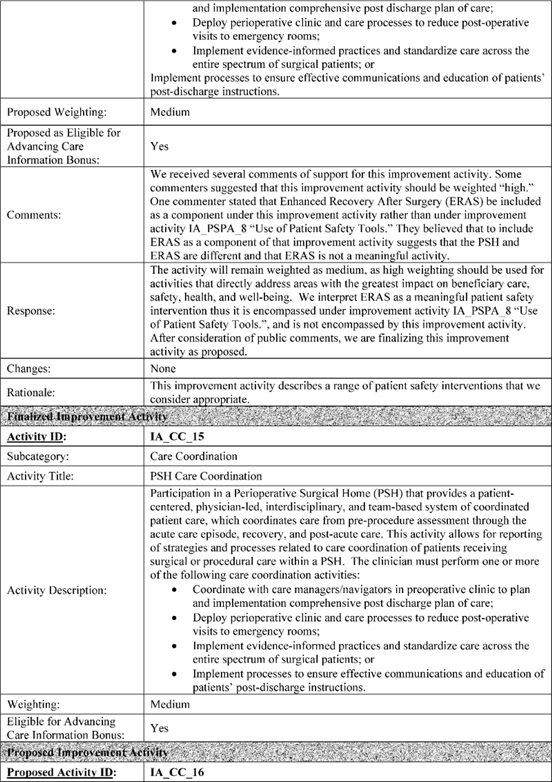 and implementation comprehensive post discharge plan of care;
• Deploy perioperative clinic and care processes to reduce post-operative
visits to emergency rooms;
• Implement evidence-informed practices and standardize care across the
entire spectrum of surgical patients; or
Implement processes to ensure effective communications and education of patients'
post-discharge instructions.
Proposed Weighting:
Medium
Proposed as Eligible for
Advancing Care
Information Bonus:
Yes
Comments:
We received several comments of support for this improvement activity. Some
commenters suggested that this improvement activity should be weighted “high.”
One commenter stated that Enhanced Recovery After Surgery (ERAS) be included
as a component under this improvement activity rather than under improvement
activity IA_PSPA_8 “Use of Patient Safety Tools.” They believed that to include
ERAS as a component of that improvement activity suggests that the PSH and
ERAS are different and that ERAS is not a meaningful activity.
Response:
The activity will remain weighted as medium, as high weighting should be used for
activities that directly address areas with the greatest impact on beneficiary care,
safety, health, and well-being. We interpret ERAS as a meaningful patient safety
intervention thus it is encompassed under improvement activity IA_PSPA_8 “Use
of Patient Safety Tools.”, and is not encompassed by this improvement activity.
After consideration of public comments, we are finalizing this improvement
activity as proposed.
Changes:
None
Rationale:
This improvement activity describes a range of patient safety interventions that we
consider appropriate.
Finalized Improvement Activity
Activity ID:
IA_CC_15
Subcategory:
Care Coordination
Activity Title:
PSH Care Coordination
Activity Description:
Participation in a Perioperative Surgical Home (PSH) that provides a patient-
centered, physician-led, interdisciplinary, and team-based system of coordinated
patient care, which coordinates care from pre-procedure assessment through the
acute care episode, recovery, and post-acute care. This activity allows for reporting
of strategies and processes related to care coordination of patients receiving
surgical or procedural care within a PSH. The clinician must perform one or more
of the following care coordination activities:
• Coordinate with care managers/navigators in preoperative clinic to plan
and implementation comprehensive post discharge plan of care;
• Deploy perioperative clinic and care processes to reduce post-operative
visits to emergency rooms;
• Implement evidence-informed practices and standardize care across the
entire spectrum of surgical patients; or
• Implement processes to ensure effective communications and education of
patients' post-discharge instructions.
Weighting:
Medium
Eligible for Advancing
Care Information Bonus:
Yes
Proposed Improvement Activity
Proposed Activity ID:
IA_CC_16